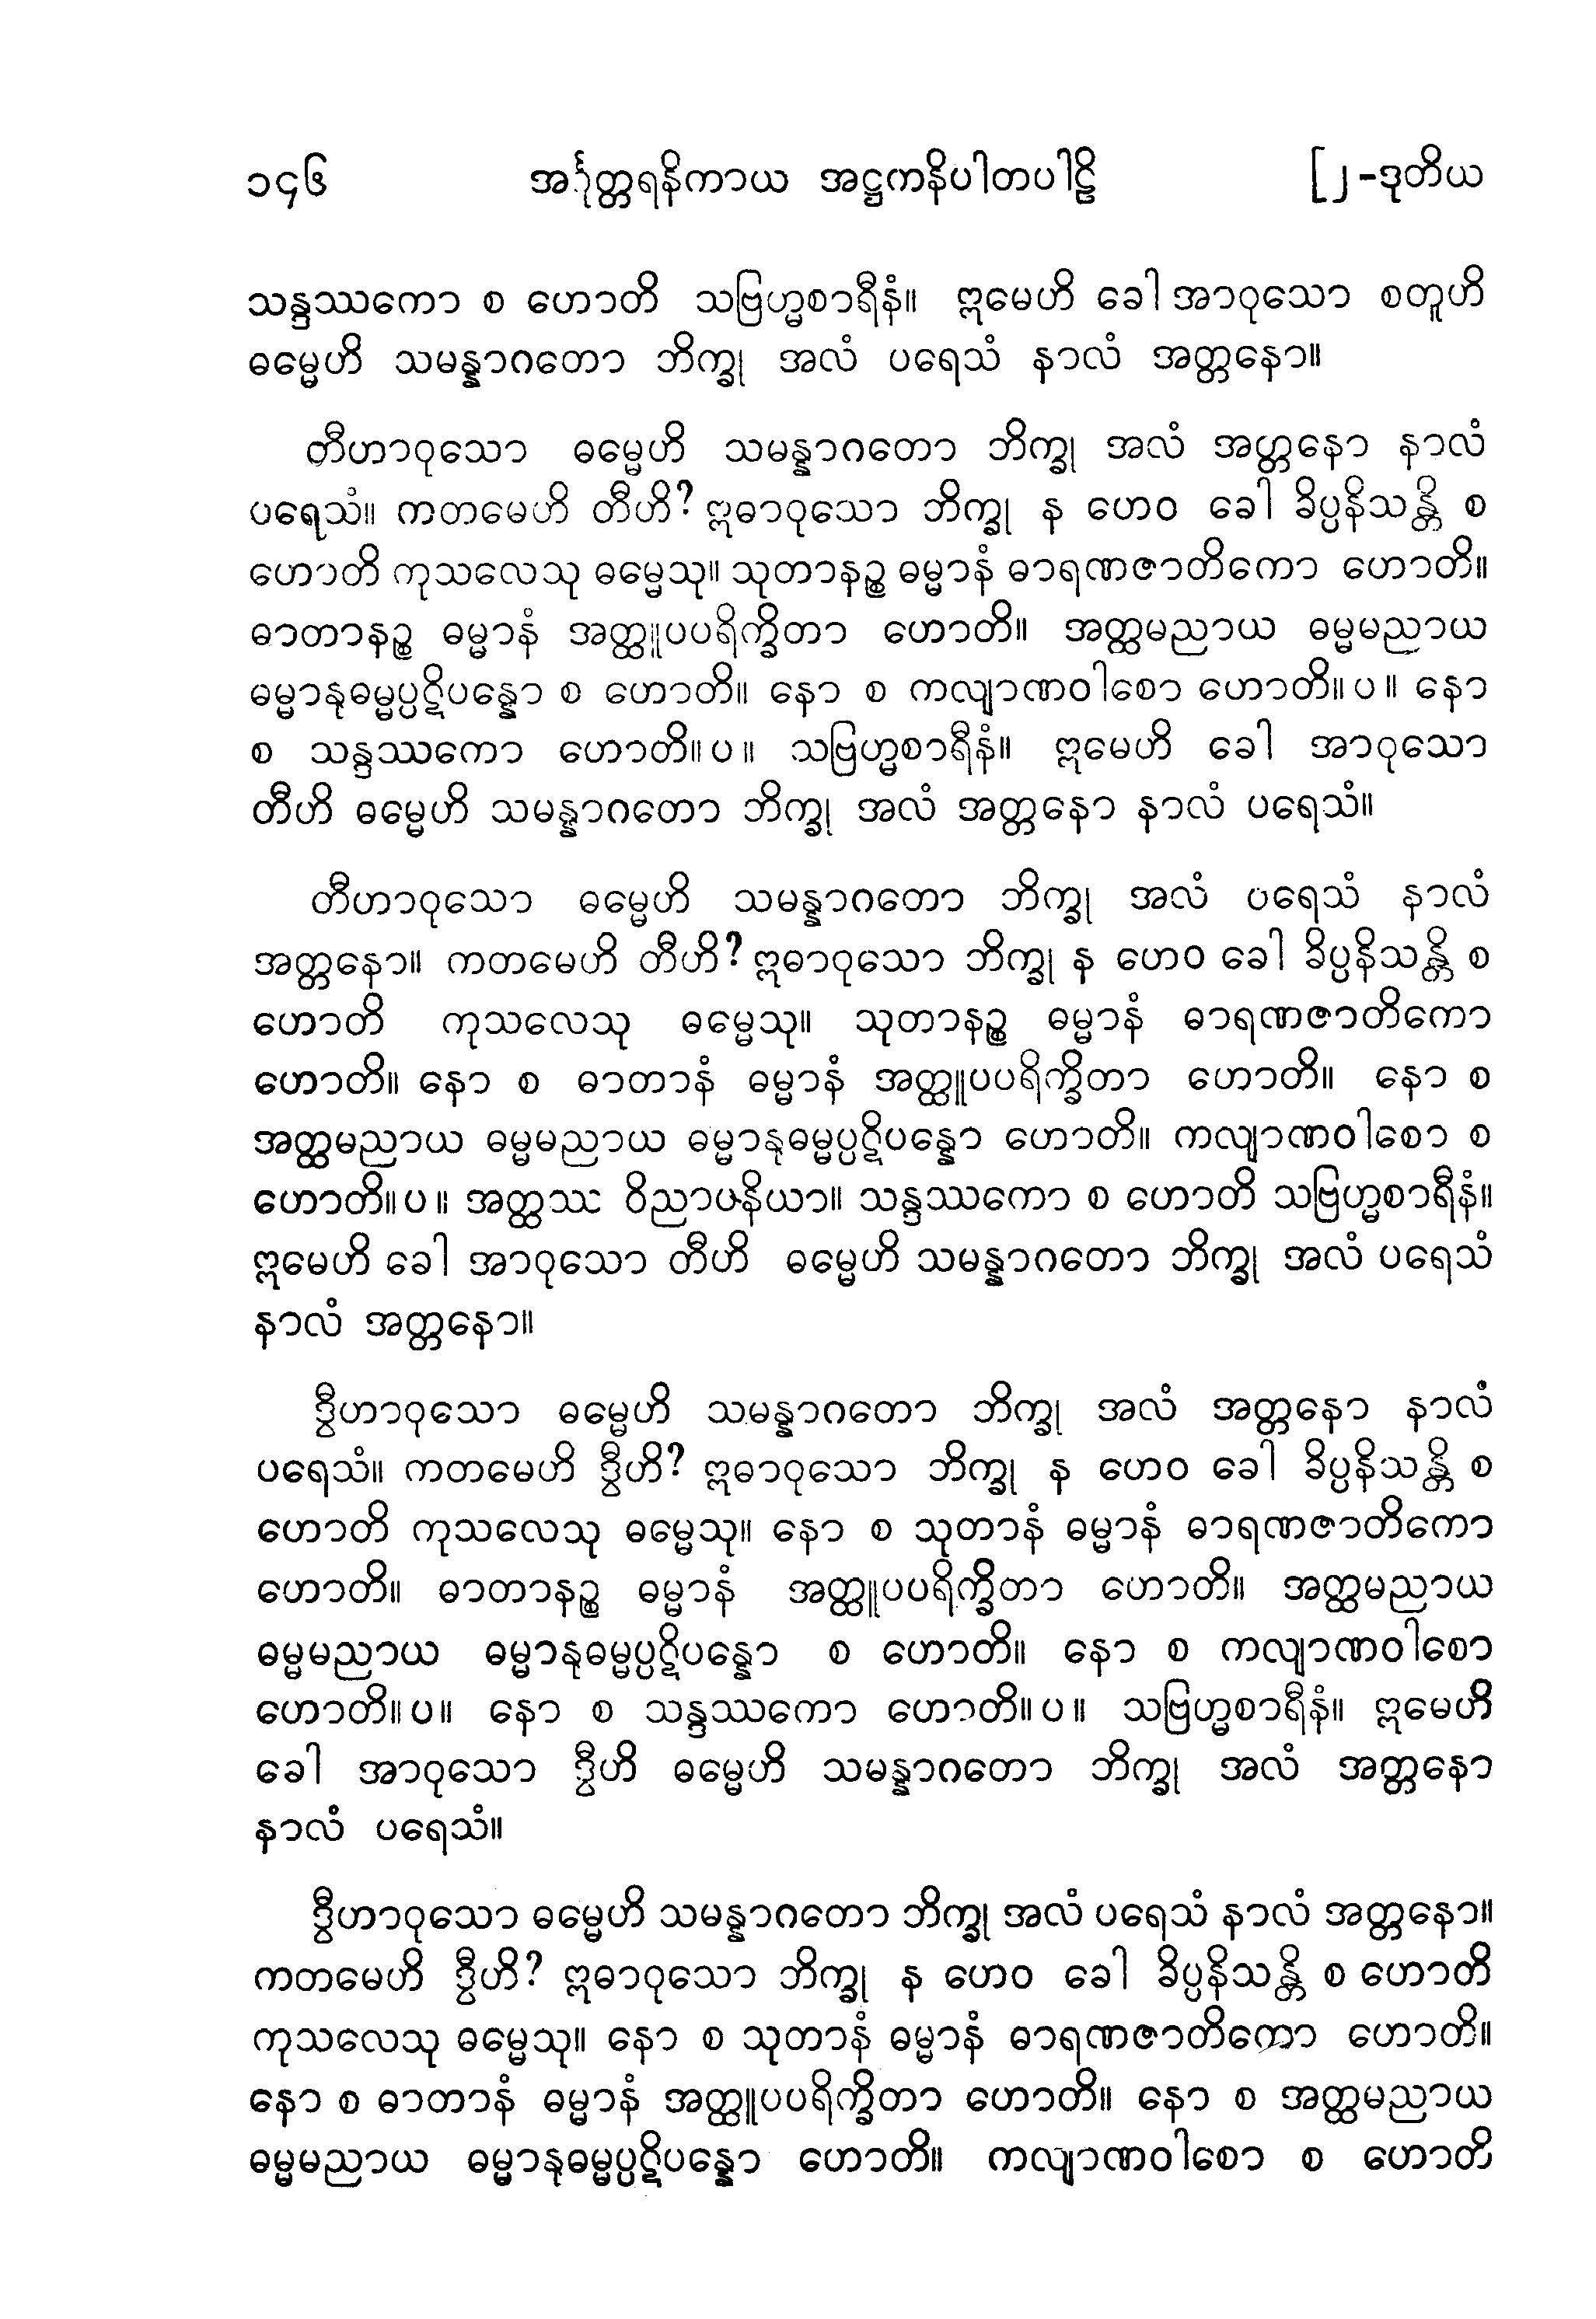 ၁၄၆ အင်္ဂုတ္တရနိကာယ အဋ္ဌကနိပါတပါဠိ [၂-ဒုတိယ
သန္ဒဿကော စ ဟောတိ သဗြဟ္မစာရီနံ။ ဣမေဟိ ခေါ အာဝုသော စတူဟိ
ဓမ္မေဟိ သမန္နာဂတော ဘိက္ခု အလံ ပရေသံ နာလံ အတ္တနော။
တီဟာဝုသော ဓမ္မေဟိ သမန္နာဂတော ဘိက္ခု အလံ အတ္တနော နာလံ
ပရေသံ။ ကတမေဟိ တီဟိ? ဣဓာဝုသော ဘိက္ခု န ဟေဝ ခေါ ခိပ္ပနိသန္တိ စ
ဟောတိ ကုသလေသု ဓမ္မေသု။ သုတာနဉ္စ ဓမ္မာနံ ဓာရဏဇာတိကော ဟောတိ။
ဓာတာနဉ္စ ဓမ္မာနံ အတ္ထူပပရိက္ခိတာ ဟောတိ။ အတ္ထမညာယ ဓမ္မမညာယ
ဓမ္မာနုဓမ္မပ္ပဋိပန္နော စ ဟောတိ။ နော စ ကလျာဏဝါစော ဟောတိ။ပ။ နော
စ သန္ဒဿကော ဟောတိ။ပ။ သဗြဟ္မစာရီနံ။ ဣမေဟိ ခေါ အာဝုသော
တီဟိ ဓမ္မေဟိ သမန္နာဂတော ဘိက္ခု အလံ အတ္တနော နာလံ ပရေသံ။
တီဟာဝုသော ဓမ္မေဟိ သမန္နာဂတော ဘိက္ခု အလံ ပရေသံ နာလံ
အတ္တနော။ ကတမေဟိ တီဟိ? ဣဓာဝုသော ဘိက္ခု န ဟေဝ ခေါ ခိပ္ပနိသန္တိ စ
ဟောတိ ကုသလေသု ဓမ္မေသု။ သုတာနဉ္စ ဓမ္မာနံ ဓာရဏဇာတိကော
ဟောတိ။ နော စ ဓာတာနံ ဓမ္မာနံ အတ္ထူပပရိက္ခိတာ ဟောတိ။ နော စ
အတ္ထမညာယ ဓမ္မမညာယ ဓမ္မာနုဓမ္မပ္ပဋိပန္နော ဟောတိ။ ကလျာဏဝါစော စ
ဟောတိ။ပ။ အတ္ထဿ ဝိညာပနိယာ။ သန္ဒဿကော စ ဟောတိ သဗြဟ္မစာရီနံ။
ဣမေဟိ ခေါ အာဝုသော တီဟိ ဓမ္မေဟိ သမန္နာဂတော ဘိက္ခု အလံ ပရေသံ
နာလံ အတ္တနော။
ဒွီဟာဝုသော ဓမ္မေဟိ သမန္နာဂတော ဘိက္ခု အလံ အတ္တနော နာလံ
ပရေသံ။ ကတမေဟိ ဒွီဟိ? ဣဓာဝုသော ဘိက္ခု န ဟေဝ ခေါ ခိပ္ပနိသန္တိ စ
ဟောတိ ကုသလေသု ဓမ္မေသု။ နော စ သုတာနံ ဓမ္မာနံ ဓာရဏဇာတိကော
ဟောတိ။ ဓာတာနဉ္စ ဓမ္မာနံ အတ္ထူပပရိက္ခိတာ ဟောတိ။ အတ္ထမညာယ
ဓမ္မမညာယ ဓမ္မာနုဓမ္မပ္ပဋိပန္နော စ ဟောတိ။ နော စ ကလျာဏဝါစော
ဟောတိ။ပ။ နော စ သန္ဒဿကော ဟောတိ။ပ။ သဗြဟ္မစာရီနံ။ ဣမေဟိ
ခေါ အာဝုသော ဒွီဟိ ဓမ္မေဟိ သမန္နာဂတော ဘိက္ခု အလံ အတ္တနော
နာလံ ပရေသံ။
ဒွီဟာဝုသော ဓမ္မေဟိ သမန္နာဂတော ဘိက္ခု အလံ ပရေသံ နာလံ အတ္တနော။
ကတမေဟိ ဒွီဟိ? ဣဓာဝုသော ဘိက္ခု န ဟေဝ ခေါ ခိပ္ပနိသန္တိ စ ဟောတိ
ကုသလေသု ဓမ္မေသု။ နော စ သုတာနံ ဓမ္မာနံ ဓာရဏဇာတိကော ဟောတိ။
နော စ ဓာတာနံ ဓမ္မာနံ အတ္ထူပပရိက္ခိတာ ဟောတိ။ နော စ အတ္ထမညာယ
ဓမ္မမညာယ ဓမ္မာနုဓမ္မပ္ပဋိပန္နော ဟောတိ။ ကလျာဏဝါစော စ ဟောတိ